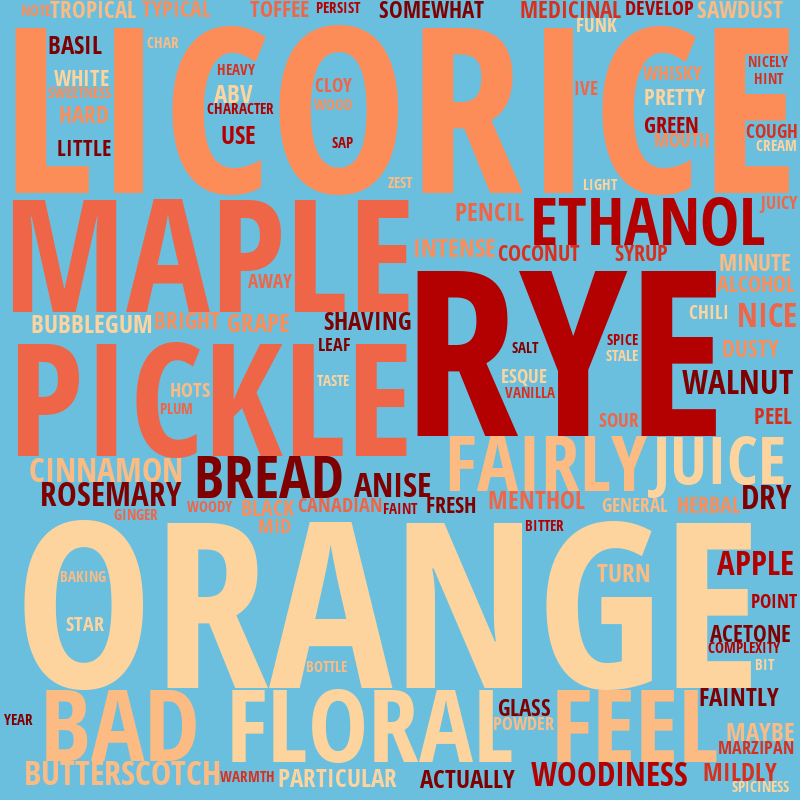 NOTE TROPICAL TYPICAL TOFFEE PERSIST SOMEWHAT MEDICINAL DEVELOP SAWDUST
FUNK
BASIL CHAR
LICORICE
WHITE HEAVY CLOY IVE WHISKY NICELY
SWEETNESS ABV WOOD PRETTY HINT
HARD CHARACTER
USE SAP GREEN MOUTH COUGH
LITTLE CREAM
ZEST LIGHT
MAPLE PENCIL ETHANOL JUICY
INTENSE COCONUT SYRUP MINUTE
AWAY ALCOHOL
RYE
BUBBLEGUM BRIGHT GRAPE SHAVING CHILI NICE
LEAF SALT SPICE DUSTY
STALE
PICKLE
HOTS TASTE ESQUE WALNUT
PLUM VANILLA
SOUR PEEL
CINNAMON BREAD ANISE FAIRLY JUICE
ROSEMARY WOODY BLACK CANADIAN FAINT FRESH MENTHOL GENERAL HERBAL DRY
GINGER MID BITTER
ORANGE
BAKING TURN APPLE
STAR POINT
ACETONE
COMPLEXITY
BOTTLE BIT
YEAR BAD FLORAL GLASS FEEL FAINTLY
POWDER MAYBE
MARZIPAN
BUTTERSCOTCH WARMTH PARTICULAR ACTUALLY WOODINESS MILDLY
SPICINESS